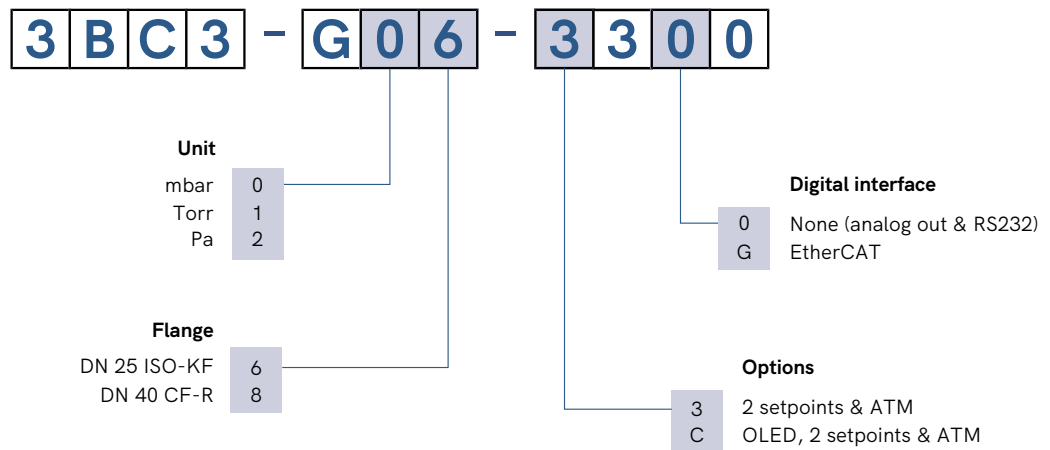 3BC3-G06-3300
Unit
mbar 0
Torr 1
Pa 2
Digital interface
0 None (analog out & RS232)
G EtherCAT
Flange
DN 25 ISO-KF 6
DN 40 CF-R 8
Options
3 2 setpoints & ATM
C OLED, 2 setpoints & ATM